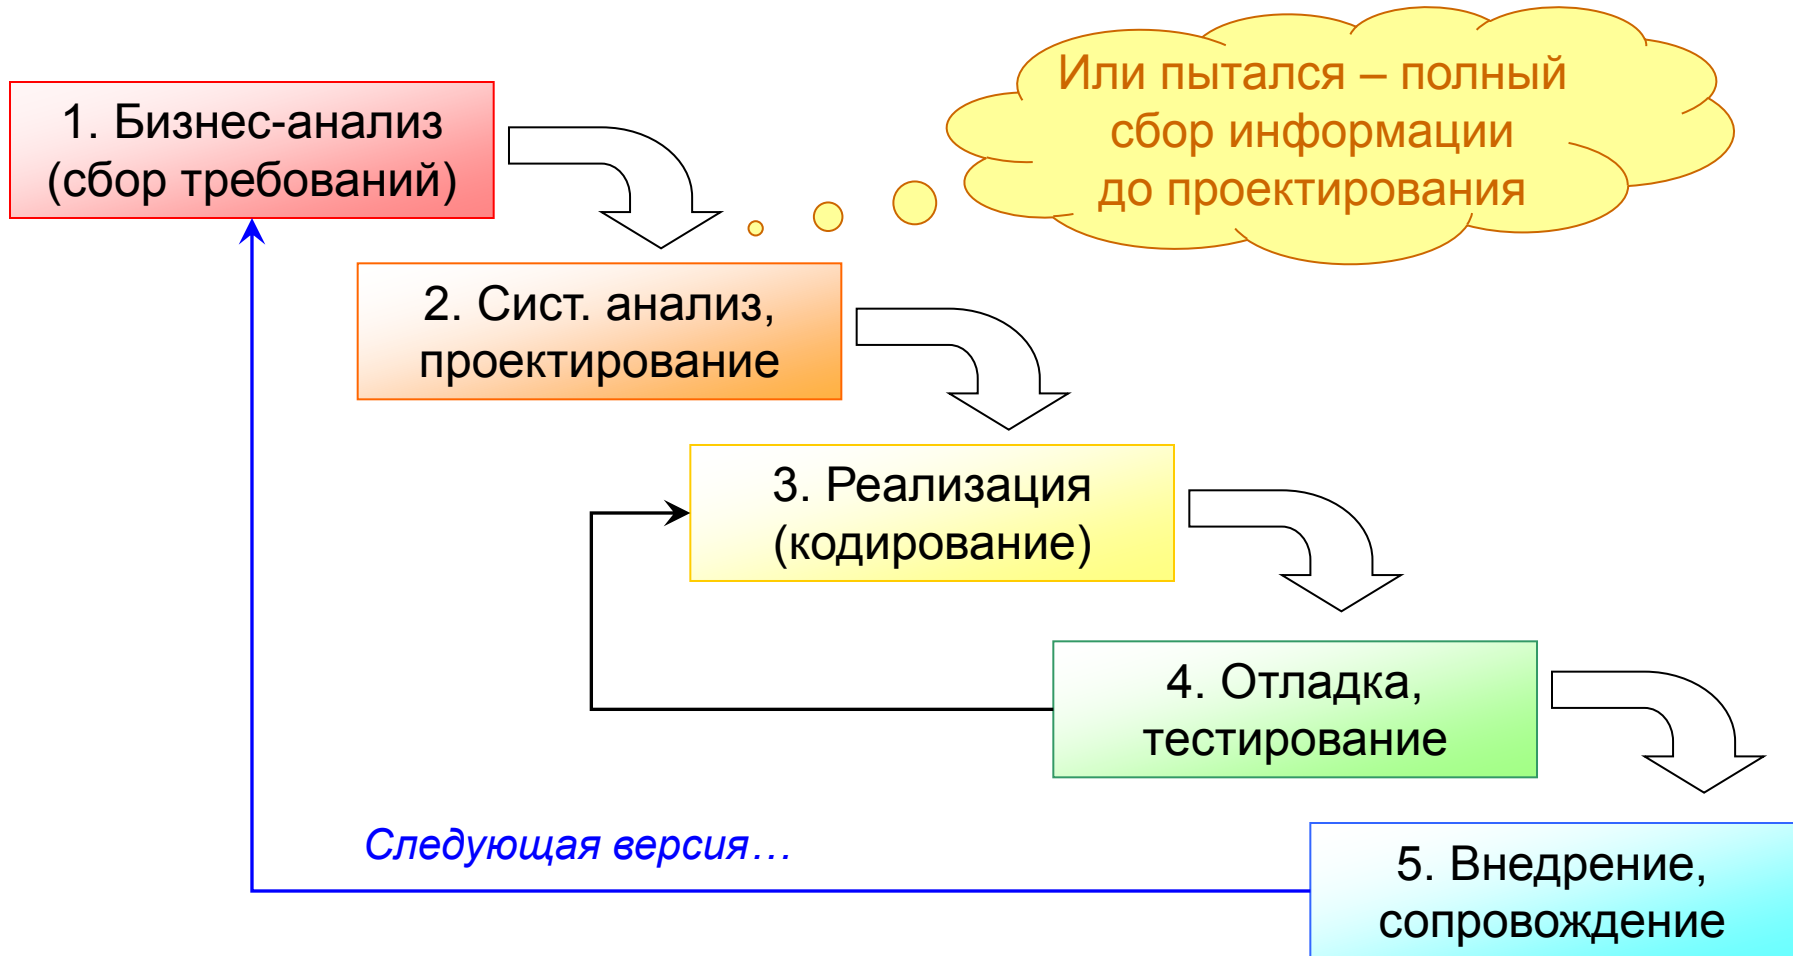 Или пытался – полный
сбор информации
до проектирования
1. Бизнес-анализ
(сбор требований)
2. Сист. анализ,
проектирование
3. Реализация
(кодирование)
4. Отладка,
тестирование
Следующая версия…
5. Внедрение,
сопровождение